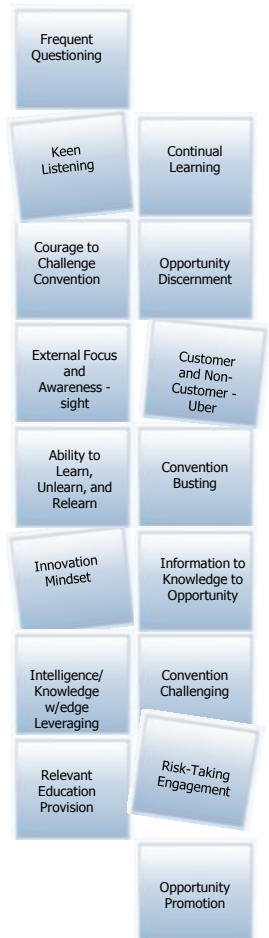 Frequent
Questioning
Keen
Listening
Continual
Learning
Courage to
Challenge
Convention
Opportunity
Discernment
External Focus
and
Awareness -
sight
Customer
and Non-
Customer -
Uber
Ability to
Learn,
Unlearn, and
Relearn
Convention
Busting
Innovation
Mindset
Information to
Knowledge to
Opportunity
Intelligence/
Knowledge
w/edge
Leveraging
Convention
Challenging
Relevant
Education
Provision
Risk-Taking
Engagement
Opportunity
Promotion